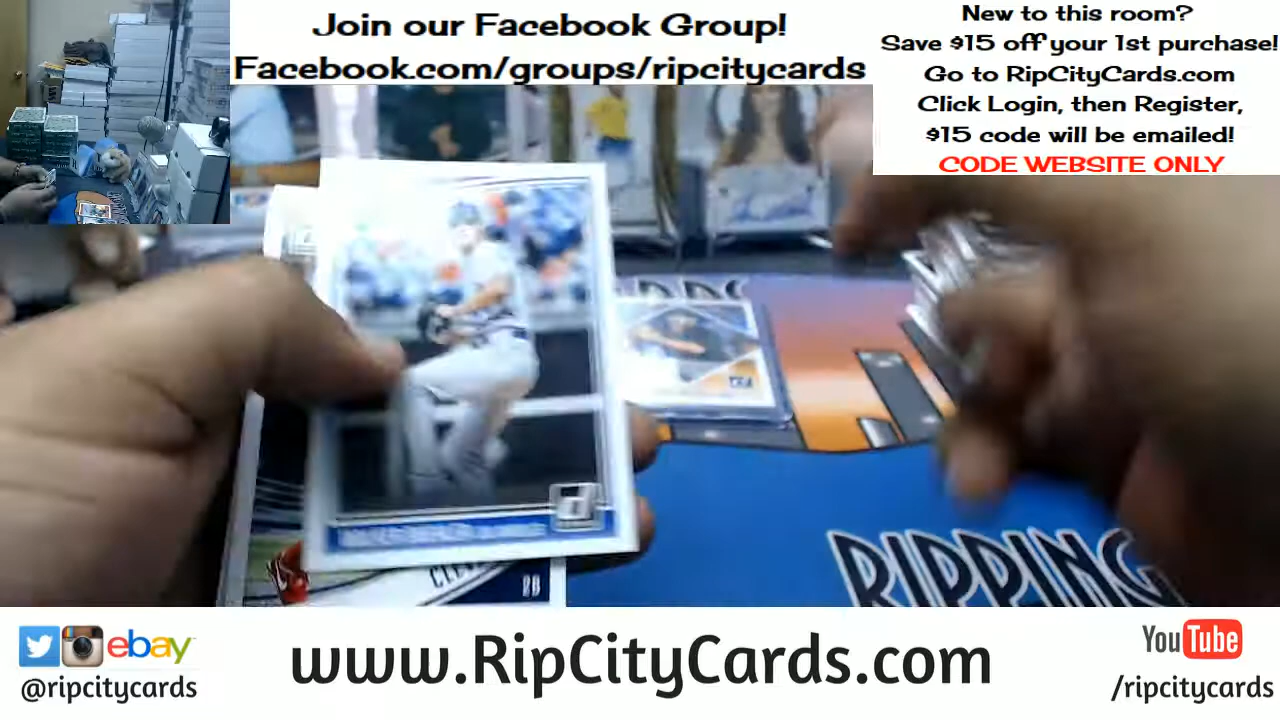 Join our Facebook Group!
Facebook.com/groups/ripcitycards
New to this room?
Save $15 off your 1st purchase!
Go to RipCityCards.com
Click Login, then Register,
$15 code will be emailed!
CODE WEBSITE ONLY
2B
RIPPING
ebay
@ripcitycards
www.RipCityCards.com
YouTube
/ripcitycards